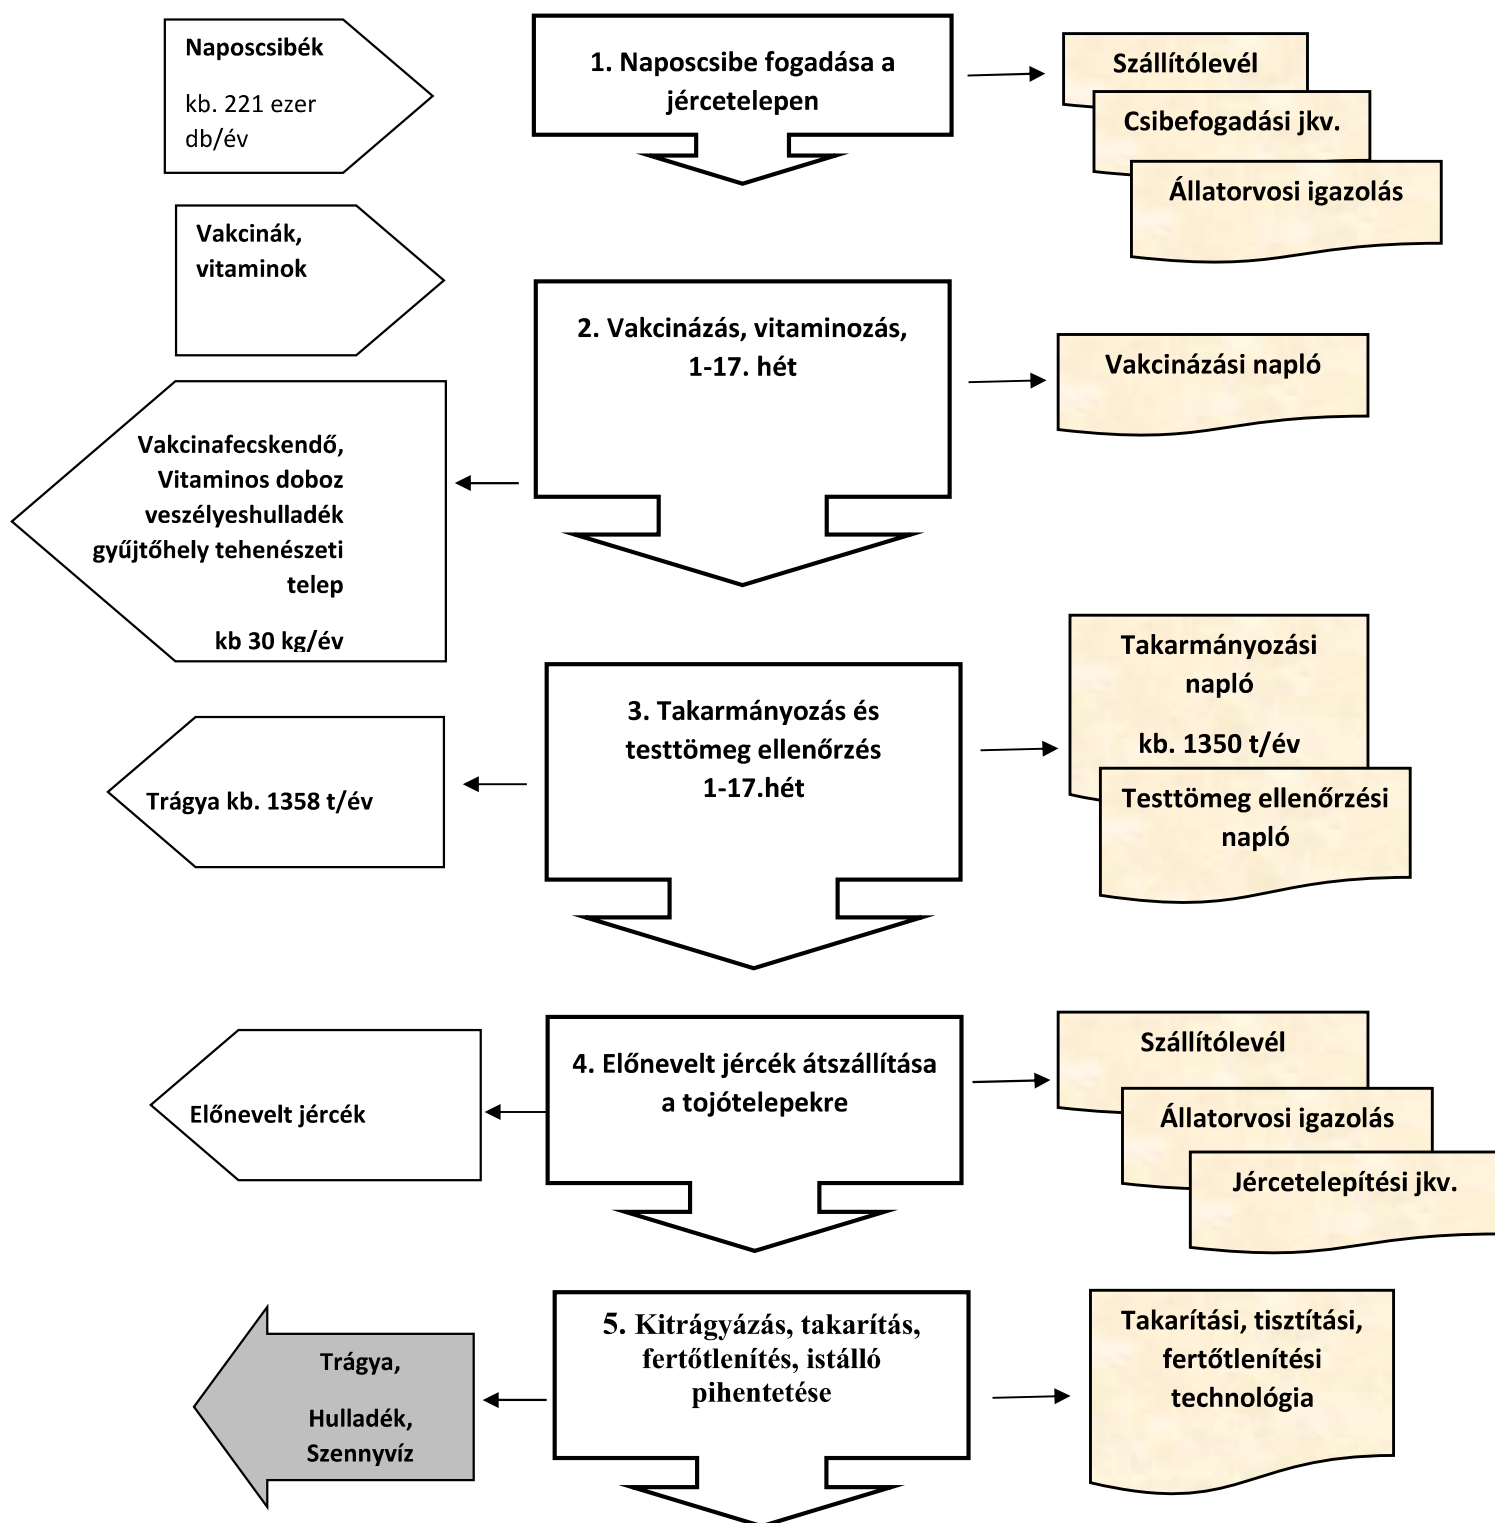 Naposcsibék
kb. 221 ezer
db/év
1. Naposcsibe fogadása a
jércetelepen
Szállítólevél
Csibefogadási jkv.
Állatorvosi igazolás
Vakcinák,
vitaminok
2. Vakcinázás, vitaminozás,
1-17. hét
Vakcinázási napló
Vakcinafecskendő,
Vitaminos doboz
veszélyeshulladék
gyűjtőhely tehenészeti
telep
kb 30 kg/év
3. Takarmányozás és
testtömeg ellenőrzés
1-17.hét
Takarmányozási
napló
kb. 1350 t/év
Testtömeg ellenőrzési
napló
Trágya kb. 1358 t/év
4. Előnevelt jércék átszállítása
a tojótelepekre
Szállítólevél
Állatorvosi igazolás
Jércetelepítési jkv.
Előnevelt jércék
5. Kitrágyázás, takarítás,
fertőtlenítés, istálló
pihentetése
Takarítási, tisztítási,
fertőtlenítési
technológia
Trágya,
Hulladék,
Szennyvíz